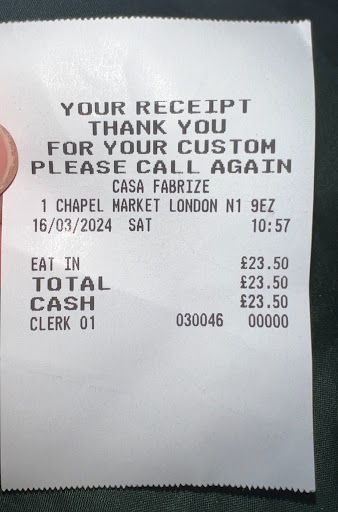 YOUR RECEIPT
THANK YOU
FOR YOUR CUSTOM
PLEASE CALL AGAIN
CASA FABRIZE
1 CHAPEL MARKET LONDON N1 9EZ
16/03/2024 SAT 10:57
EAT IN £23.50
TOTAL £23.50
CASH £23.50
CLERK 01 030046 00000